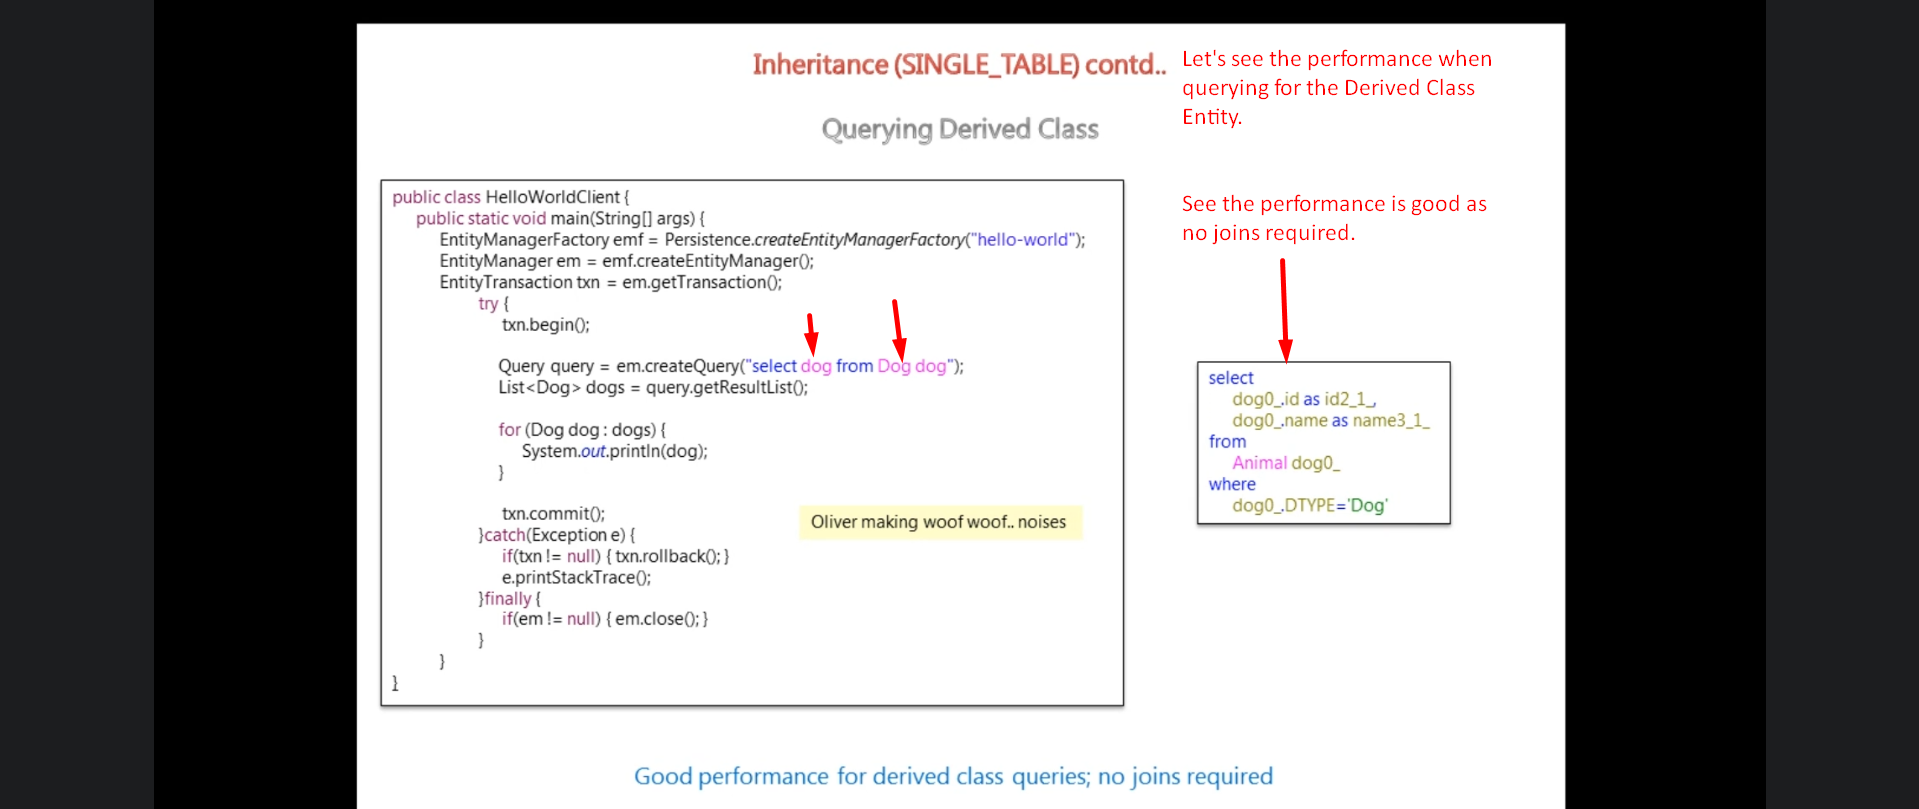 Inheritance (SINGLE_TABLE) contd..
Let's see the performance when
querying for the Derived Class
Entity.
Querying Derived Class
public class HelloWorldClient {
public static void main(String[] args) {
EntityManagerFactory emf = Persistence.createEntityManagerFactory("hello-world");
EntityManager em = emf.createEntityManager();
EntityTransaction txn = em.getTransaction();
try {
txn.begin();
Query query = em.createQuery("select dog from Dog dog");
List<Dog> dogs = query.getResultList();
for (Dog dog : dogs) {
System.out.println(dog);
}
txn.commit();
}catch(Exception e) {
if(txn != null) { txn.rollback(); }
e.printStackTrace();
}finally {
if(em != null) { em.close(); }
}
}
}
Oliver making woof woof.. noises
See the performance is good as
no joins required.
select
dog0_.id as id2_1_,
dog0_.name as name3_1_
from
Animal dog0_
where
dog0_.DTYPE='Dog'
Good performance for derived class queries; no joins required